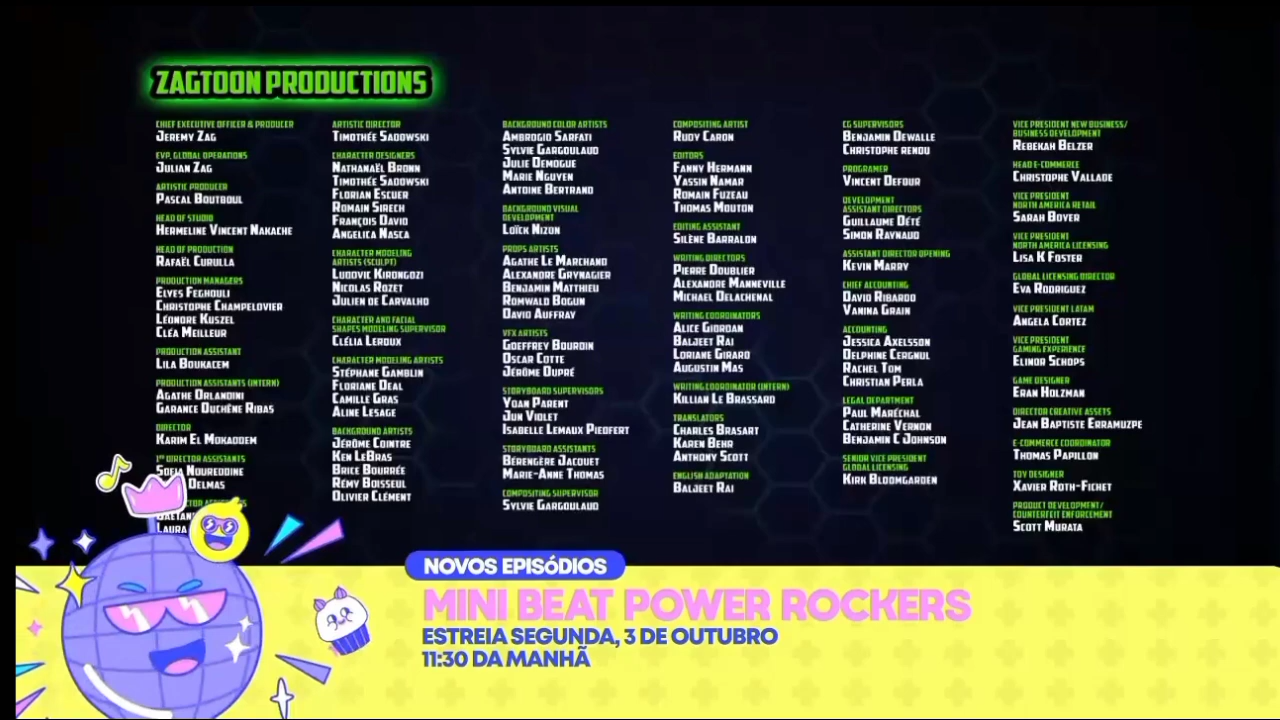 ZAGTOON PRODUCTIONS
CHIEF EXECUTIVE OFFICER & PRODUCER
JEREMY ZAG
EVP, GLOBAL OPERATIONS
JULIAN ZAG
ARTISTIC PRODUCER
PASCAL BOUTBOUL
HEAD OF STUDIO
HERMELINE VINCENT NAKACHE
HEAD OF PRODUCTION
RAFAËL CURULLA
PRODUCTION MANAGERS
ELYES FEGHOULI
CHRISTOPHE CHAMPELOVIER
LÉONORE KUSZEL
CLÉA MEILLEUR
PRODUCTION ASSISTANT
LILA BOUKACEM
PRODUCTION ASSISTANTS (INTERN)
AGATHE ORLANDINI
GARANCE DUCHÊNE RIBAS
DIRECTOR
KARIM EL MOKADDEM
1ST DIRECTOR ASSISTANTS
SOFIA NOUREDDINE
DELMAS
LAURA
ARTISTIC DIRECTOR
TIMOTHÉE SADOWSKI
CHARACTER DESIGNERS
NATHANAËL BRONN
TIMOTHÉE SADOWSKI
FLORIAN ESCUER
ROMAIN SIRECH
FRANÇOIS DAVID
ANGELICA NASCA
CHARACTER MODELING
ARTISTS (SCULPT)
LUDOVIC KIRONGOZI
NICOLAS ROZET
JULIEN DE CARVALHO
CHARACTER AND FACIAL
SHAPES MODELING SUPERVISOR
CLÉLIA LEROUX
CHARACTER MODELING ARTISTS
STÉPHANE GAMBLIN
FLORIANE DEAL
CAMILLE GRAS
ALINE LESAGE
BACKGROUND ARTISTS
JÉRÔME COINTRE
KEN LEBRAS
BRICE BOURRÉE
RÉMY BOISSEUL
OLIVIER CLÉMENT
BACKGROUND COLOR ARTISTS
AMBROGIO SARFATI
SYLVIE GARGOULAUD
JULIE DEMOGUE
MARIE NGUYEN
ANTOINE BERTRAND
BACKGROUND VISUAL
DEVELOPMENT
LOÏCK NIZON
PROPS ARTISTS
AGATHE LE MARCHAND
ALEXANDRE GRYNAGIER
BENJAMIN MATTHIEU
ROMWALD BOGUN
DAVID AUFFRAY
VFX ARTISTS
GOEFFREY BOURDIN
OSCAR COTTE
JÉRÔME DUPRÉ
STORYBOARD SUPERVISORS
YOAN PARENT
JUN VIOLET
ISABELLE LEMAUX PIEDFERT
STORYBOARD ASSISTANTS
BÉRENGÈRE JACQUET
MARIE-ANNE THOMAS
COMPOSITING SUPERVISOR
SYLVIE GARGOULAUD
COMPOSITING ARTIST
RUDY CARON
EDITORS
FANNY HERMANN
YASSIN NAMAR
ROMAIN FUZEAU
THOMAS MOUTON
EDITING ASSISTANT
SILÈNE BARRALON
WRITING DIRECTORS
PIERRE DOUBLIER
ALEXANDRE MANNEVILLE
MICHAEL DELACHENAL
WRITING COORDINATORS
ALICE GIORDAN
BALJEET RAI
LORIANE GIRARD
AUGUSTIN MAS
WRITING COORDINATOR (INTERN)
KILLIAN LE BRASSARD
TRANSLATORS
CHARLES BRASART
KAREN BEHR
ANTHONY SCOTT
ENGLISH ADAPTATION
BALJEET RAI
CG SUPERVISORS
BENJAMIN DEWALLE
CHRISTOPHE RENOU
PROGRAMER
VINCENT DEFOUR
DEVELOPMENT
ASSISTANT DIRECTORS
GUILLAUME DÉTÉ
SIMON RAYNAUD
ASSISTANT DIRECTOR OPENING
KEVIN MARRY
CHIEF ACCOUNTING
DAVID RIBARDO
VANINA GRAIN
ACCOUNTING
JESSICA AXELSSON
DELPHINE CERGNUL
RACHEL TOM
CHRISTIAN PERLA
LEGAL DEPARTMENT
PAUL MARÉCHAL
CATHERINE VERNON
BENJAMIN C JOHNSON
SENIOR VICE PRESIDENT
GLOBAL LICENSING
KIRK BLOOMGARDEN
VICE PRESIDENT NEW BUSINESS/
BUSINESS DEVELOPMENT
REBEKAH BELZER
HEAD E-COMMERCE
CHRISTOPHE VALLADE
VICE PRESIDENT
NORTH AMERICA RETAIL
SARAH BOYER
VICE PRESIDENT
NORTH AMERICA LICENSING
LISA K FOSTER
GLOBAL LICENSING DIRECTOR
EVA RODRIGUEZ
VICE PRESIDENT LATAM
ANGELA CORTEZ
VICE PRESIDENT
GAMING EXPERIENCE
ELINOR SCHOPS
GAME DESIGNER
ERAN HOLZMAN
DIRECTOR CREATIVE ASSETS
JEAN BAPTISTE ERRAMUZPE
E-COMMERCE COORDINATOR
THOMAS PAPILLON
TOY DESIGNER
XAVIER ROTH-FICHET
PRODUCT DEVELOPMENT/
COUNTERFEIT ENFORCEMENT
SCOTT MURATA
NOVOS EPISóDIOS
MINI BEAT POWER ROCKERS
ESTREIA SEGUNDA, 3 DE OUTUBRO
11:30 DA MANHÃ